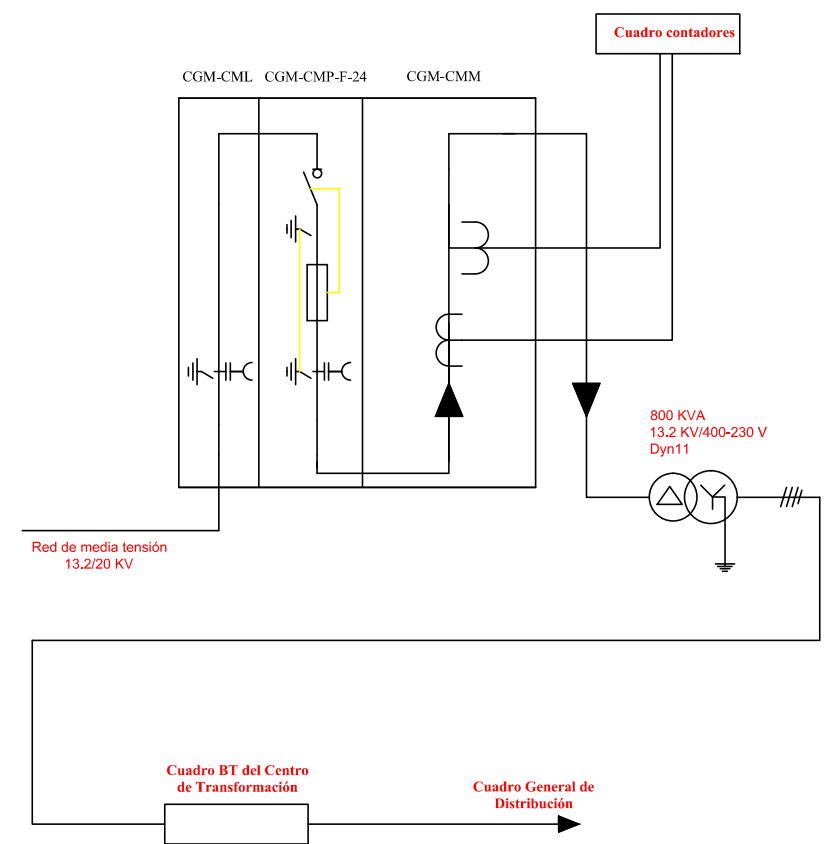 Cuadro contadores
CGM-CML
CGM-CMP-F-24
CGM-CMM
800 KVA
13.2 KV/400-230 V
Dyn11
Red de media tensión
13.2/20 KV
Cuadro BT del Centro
de Transformación
Cuadro General de
Distribución